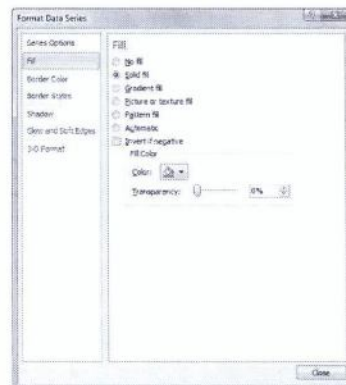 Format Data Series
Series Options
Fill
Border Color
Border Styles
Shadow
Glow and Soft Edges
3-D Format
Fill
No fill
Solid fill
Gradient fill
Picture or texture fill
Pattern fill
Automatic
Invert if negative
Fill Color
Color:
Transparency:
0%
Close